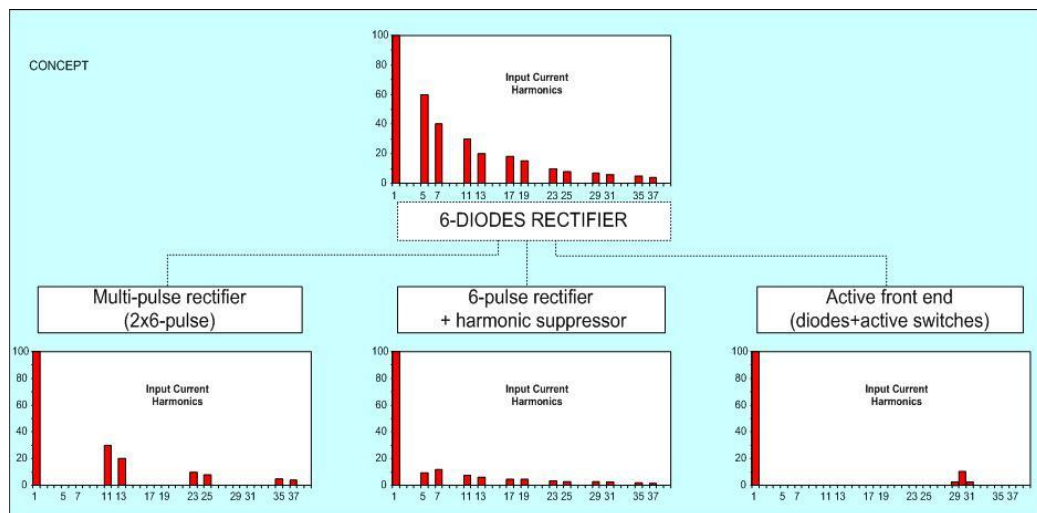 CONCEPT
100
80
60
40
20
0
Input Current
Harmonics
1 5 7 11 13 17 19 23 25 29 31 35 37
6-DIODES RECTIFIER
Multi-pulse rectifier
(2x6-pulse)
6-pulse rectifier
+ harmonic suppressor
Active front end
(diodes+active switches)
100
80
60
40
20
0
Input Current
Harmonics
1 5 7 11 13 17 19 23 25 29 31 35 37
100
80
60
40
20
0
Input Current
Harmonics
1 5 7 11 13 17 19 23 25 29 31 35 37
100
80
60
40
20
0
Input Current
Harmonics
1 5 7 11 13 17 19 23 25 29 31 35 37